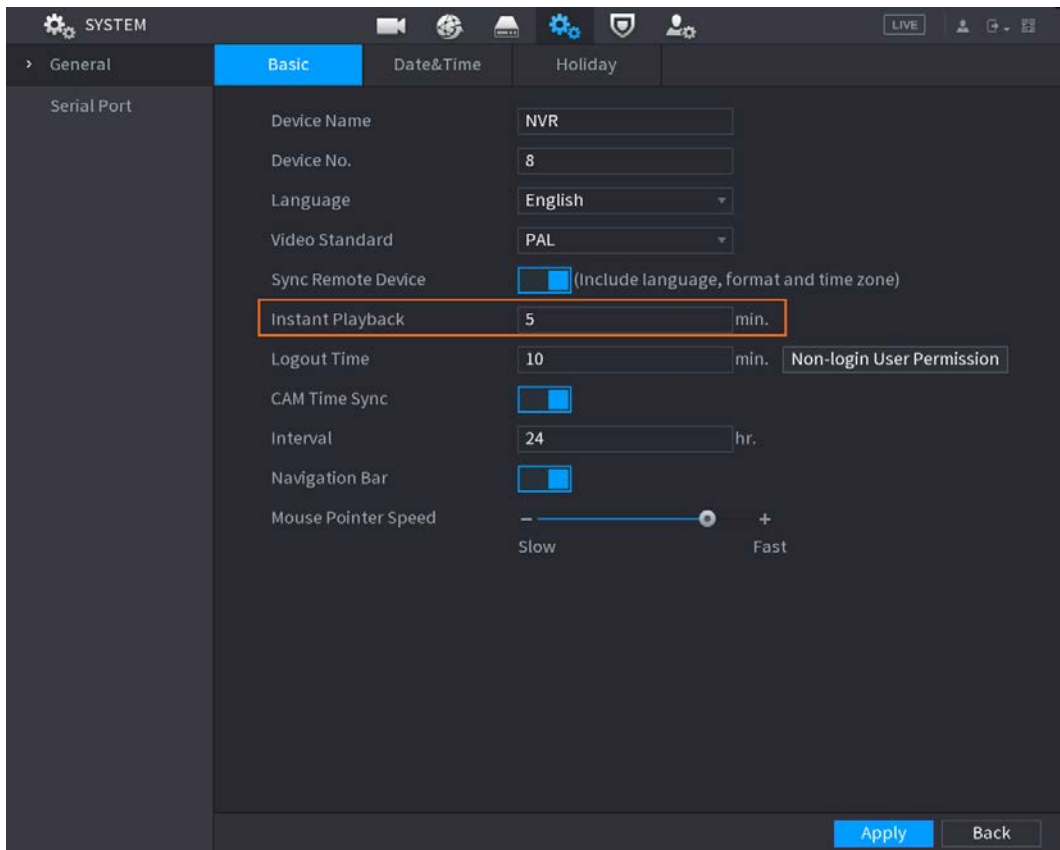 SYSTEM LIVE
> General Basic Date&Time Holiday
Serial Port
Device Name NVR
Device No. 8
Language English
Video Standard PAL
Sync Remote Device (Include language, format and time zone)
Instant Playback 5 min.
Logout Time 10 min. Non-login User Permission
CAM Time Sync
Interval 24 hr.
Navigation Bar
Mouse Pointer Speed − +
Slow Fast
Apply Back